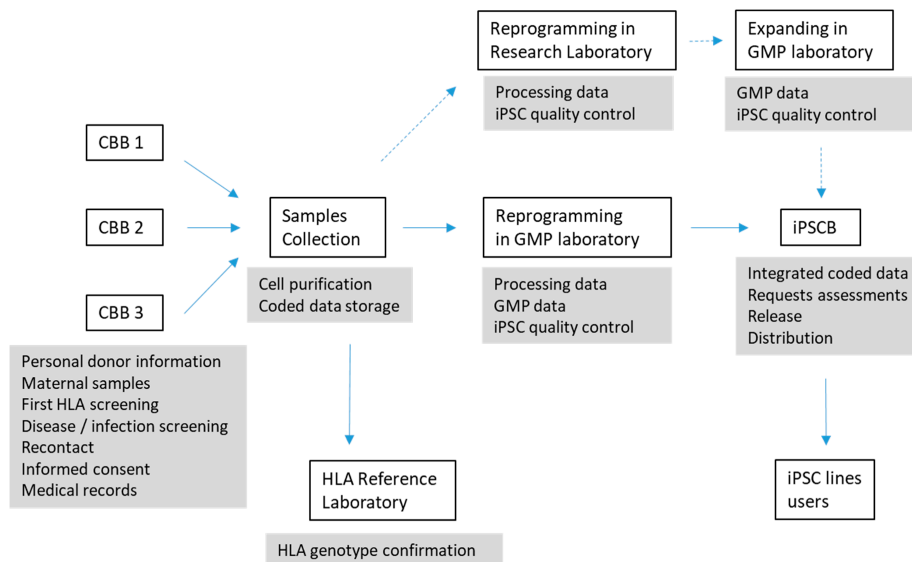 Reprogramming in
Research Laboratory
Processing data
iPSC quality control
Expanding in
GMP laboratory
GMP data
iPSC quality control
CBB 1
CBB 2
CBB 3
Personal donor information
Maternal samples
First HLA screening
Disease / infection screening
Recontact
Informed consent
Medical records
Samples
Collection
Cell purification
Coded data storage
Reprogramming
in GMP laboratory
Processing data
GMP data
iPSC quality control
iPSCB
Integrated coded data
Requests assessments
Release
Distribution
HLA Reference
Laboratory
HLA genotype confirmation
iPSC lines
users